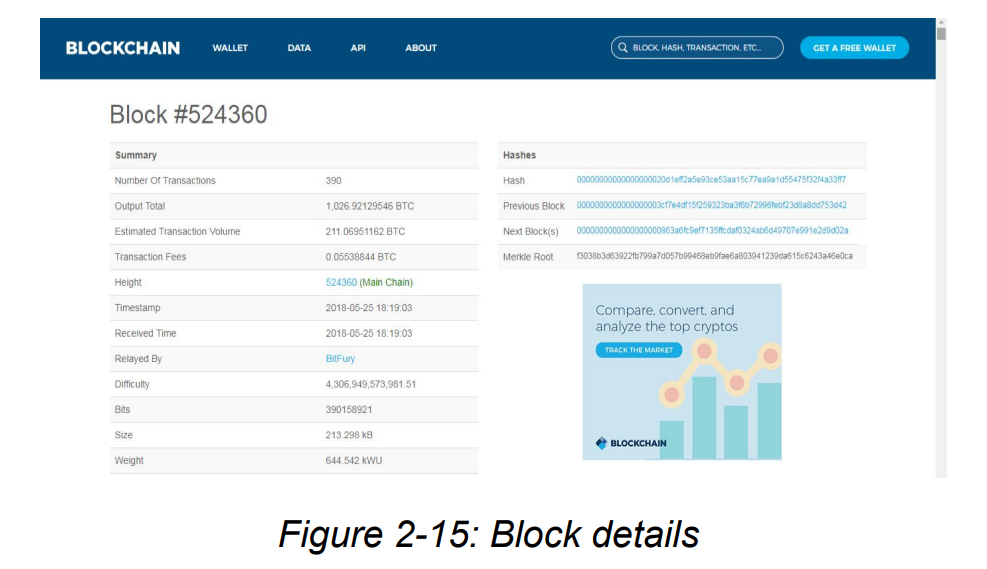 BLOCKCHAIN WALLET DATA API ABOUT BLOCK, HASH, TRANSACTION, ETC... GET A FREE WALLET
Block #524360
Summary
Number Of Transactions 390
Output Total 1,026.92129546 BTC
Estimated Transaction Volume 211.06951162 BTC
Transaction Fees 0.05538844 BTC
Height 524360 (Main Chain)
Timestamp 2018-05-25 18:19:03
Received Time 2018-05-25 18:19:03
Relayed By BitFury
Difficulty 4,306,949,573,981.51
Bits 390158921
Size 213.298 kB
Weight 644.542 kWU
Hashes
Hash 00000000000000000020d1eff2a5e93ce53aa15c77ea9a1d55475f32f4a33ff7
Previous Block 0000000000000000003cf7e4df15f259323ba3f6b72996febf23d8a8dd753d42
Next Block(s) 000000000000000000863a6fc9ef7135ffcdaf0324ab6d49707e991e2d9d02a
Merkle Root f3038b3d63922fb799a7d057b99468eb9fae6a803941239da615c6243a46e0ca
Compare, convert, and
analyze the top cryptos
TRACK THE MARKET
BLOCKCHAIN
Figure 2-15: Block details